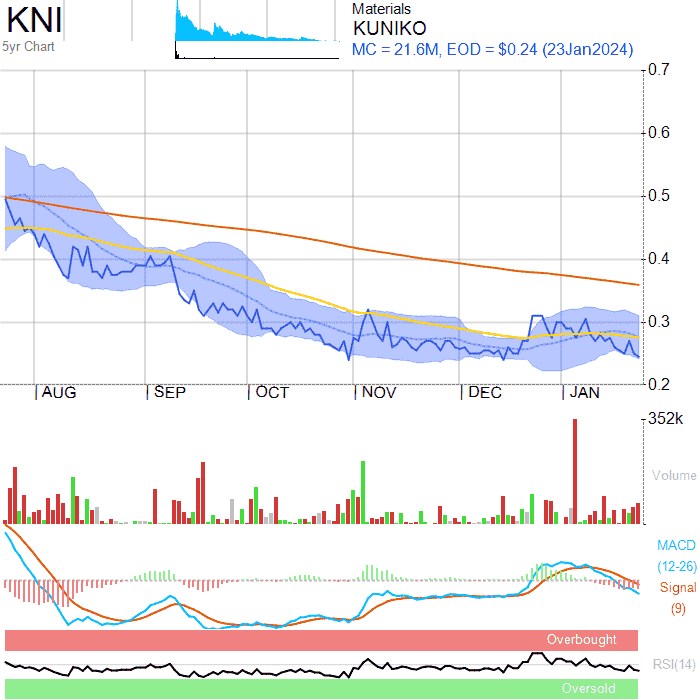 KNI
5yr Chart
Materials
KUNIKO
MC = 21.6M, EOD = $0.24 (23Jan2024)
0.7
0.6
0.5
0.4
0.3
0.2
AUG
SEP
OCT
NOV
DEC
JAN
352k
Volume
MACD
(12-26)
Signal
(9)
Overbought
RSI(14)
Oversold